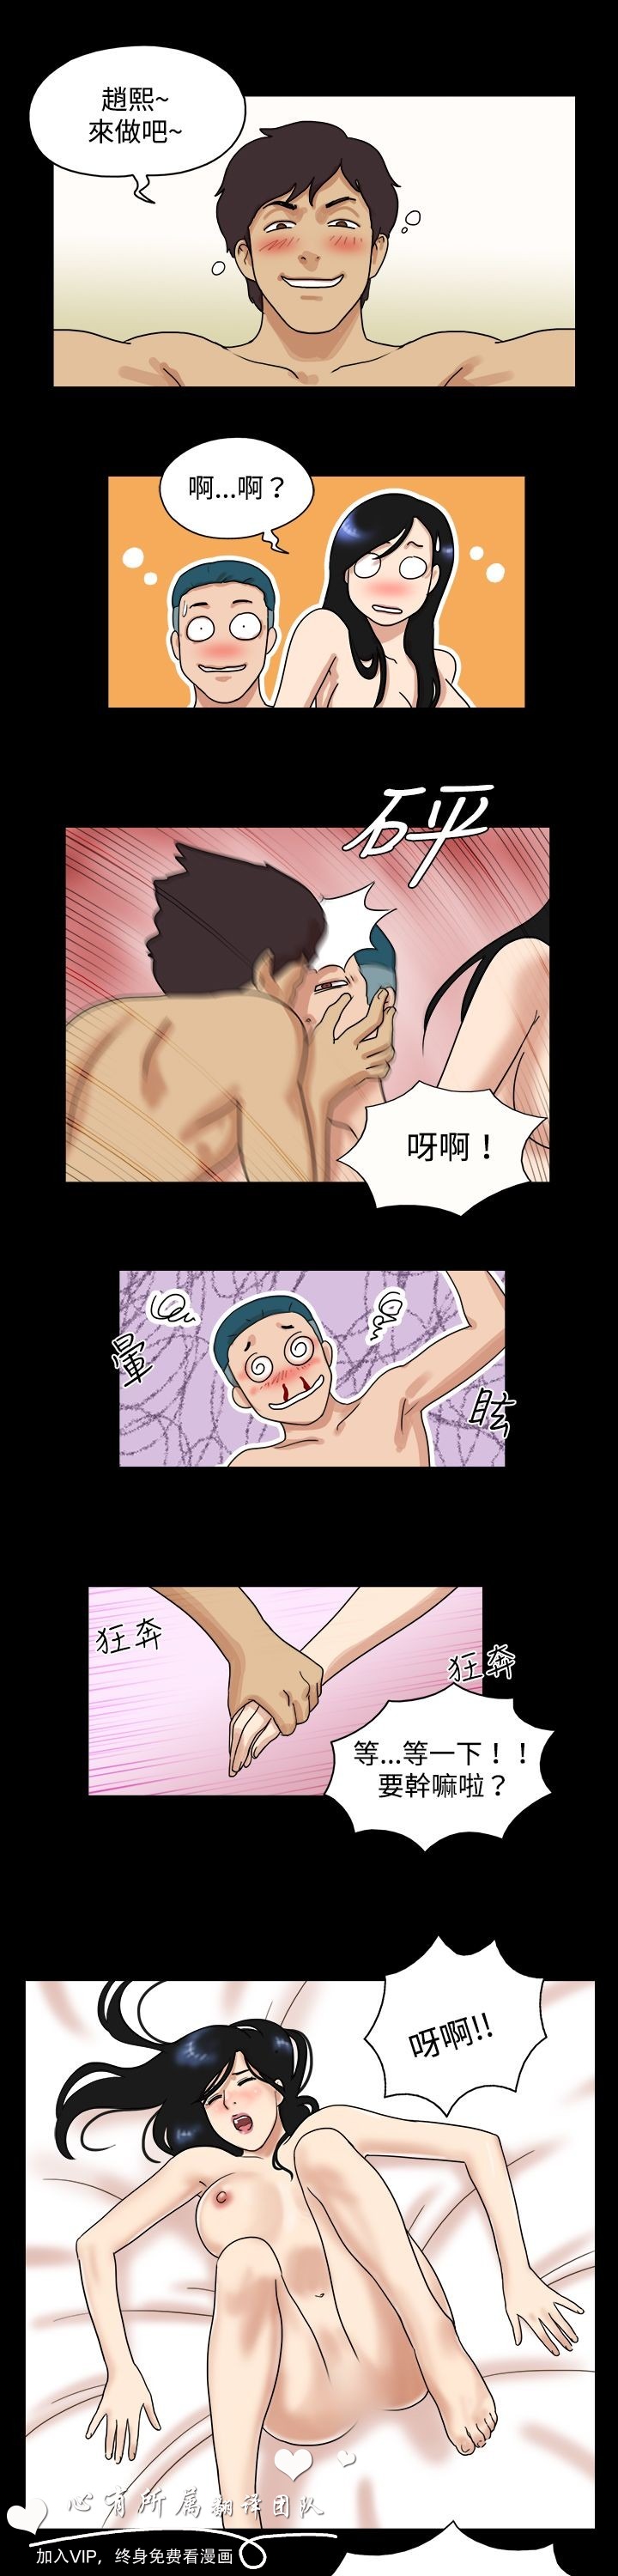 趙熙~
來做吧~
啊...啊？
砰
呀啊！
暈
眩
狂奔
狂奔
等...等一下！！
要幹嘛啦？
呀啊!!
心有所属翻译团队
加入VIP，终身免费看漫画